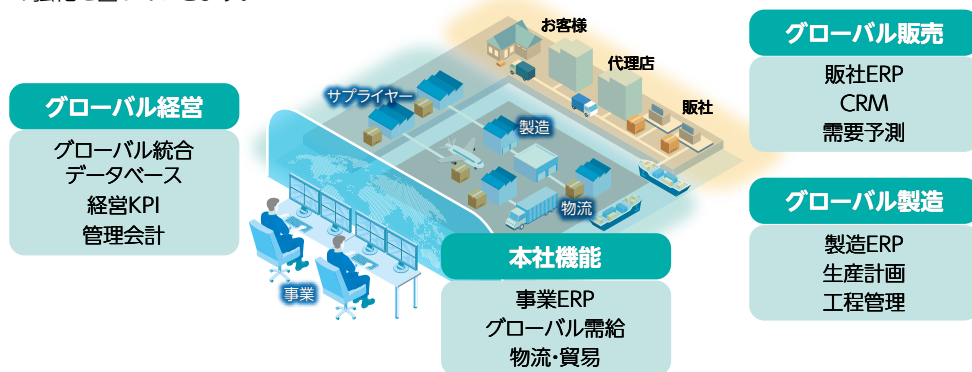 お客様
代理店
販社
サプライヤー
製造
物流
事業
グローバル経営
グローバル統合
データベース
経営KPI
管理会計
本社機能
事業ERP
グローバル需給
物流・貿易
グローバル販売
販社ERP
CRM
需要予測
グローバル製造
製造ERP
生産計画
工程管理